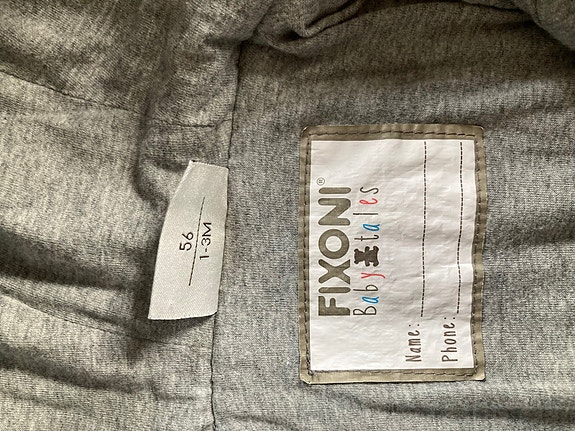 56
1-3M
FIXONI®
Baby tales
Name:
Phone: